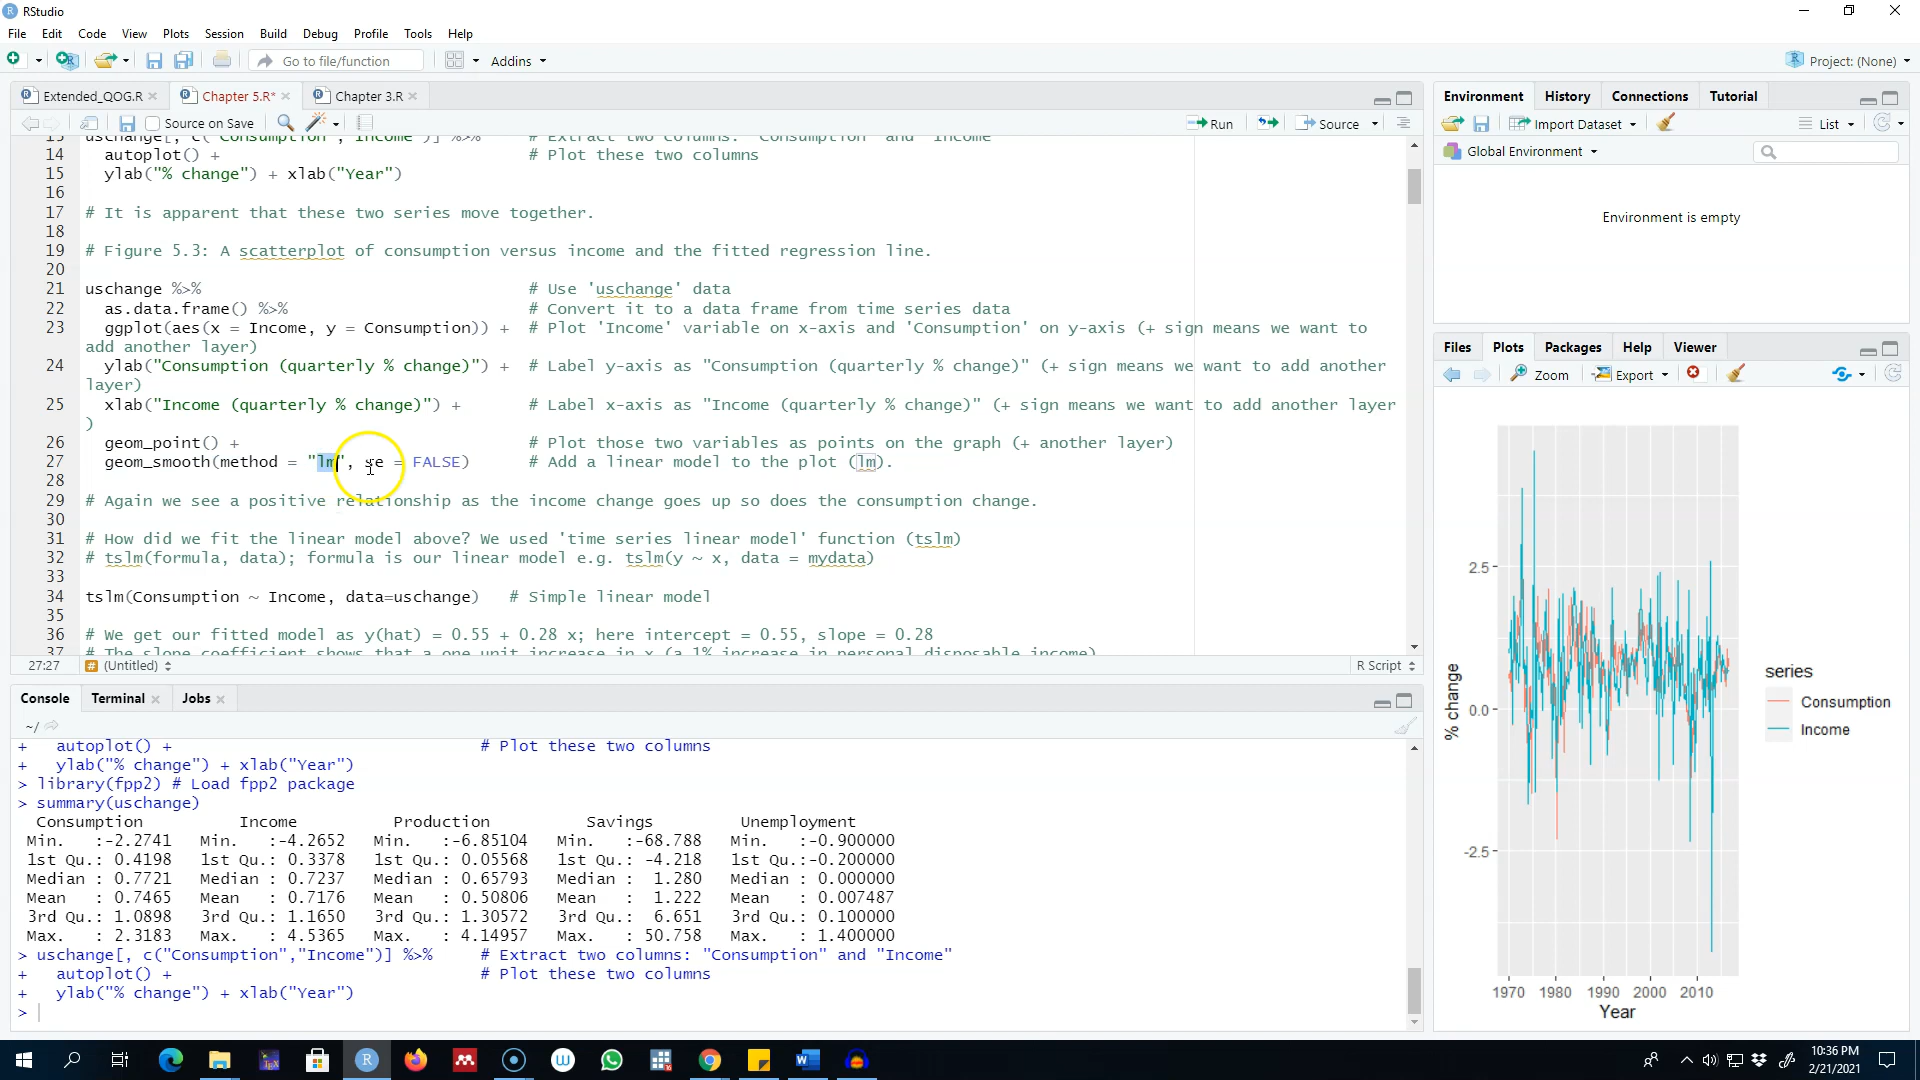 RStudio
File Edit Code View Plots Session Build Debug Profile Tools Help
Go to file/function Addins Project: (None)
Extended_QOG.R Chapter 5.R* Chapter 3.R
Source on Save Run Source
14 autoplot() + # Plot these two columns
15 ylab("% change") + xlab("Year")
16
17 # It is apparent that these two series move together.
18
19 # Figure 5.3: A scatterplot of consumption versus income and the fitted regression line.
20
21 uschange %>% # Use 'uschange' data
22 as.data.frame() %>% # Convert it to a data frame from time series data
23 ggplot(aes(x = Income, y = Consumption)) + # Plot 'Income' variable on x-axis and 'Consumption' on y-axis (+ sign means we want to
add another layer)
24 ylab("Consumption (quarterly % change)") + # Label y-axis as "Consumption (quarterly % change)" (+ sign means we want to add another
layer)
25 xlab("Income (quarterly % change)") + # Label x-axis as "Income (quarterly % change)" (+ sign means we want to add another layer
)
26 geom_point() + # Plot those two variables as points on the graph (+ another layer)
27 geom_smooth(method = "lm", se = FALSE) # Add a linear model to the plot (lm).
28
29 # Again we see a positive relationship as the income change goes up so does the consumption change.
30
31 # How did we fit the linear model above? We used 'time series linear model' function (tslm)
32 # tslm(formula, data); formula is our linear model e.g. tslm(y ~ x, data = mydata)
33
34 tslm(Consumption ~ Income, data=uschange) # Simple linear model
35
36 # We get our fitted model as y(hat) = 0.55 + 0.28 x; here intercept = 0.55, slope = 0.28
37 # The slope coefficient shows that a one unit increase in x (a 1% increase in personal disposable income)
27:27 (Untitled) R Script
Console Terminal Jobs
~/
+ autoplot() + # Plot these two columns
+ ylab("% change") + xlab("Year")
> library(fpp2) # Load fpp2 package
> summary(uschange)
Consumption Income Production Savings Unemployment
Min. :-2.2741 Min. :-4.2652 Min. :-6.85104 Min. :-68.788 Min. :-0.900000
1st Qu.: 0.4198 1st Qu.: 0.3378 1st Qu.: 0.05568 1st Qu.: -4.218 1st Qu.:-0.200000
Median : 0.7721 Median : 0.7237 Median : 0.65793 Median : 1.280 Median : 0.000000
Mean : 0.7465 Mean : 0.7176 Mean : 0.50806 Mean : 1.222 Mean : 0.007487
3rd Qu.: 1.0898 3rd Qu.: 1.1650 3rd Qu.: 1.30572 3rd Qu.: 6.651 3rd Qu.: 0.100000
Max. : 2.3183 Max. : 4.5365 Max. : 4.14957 Max. : 50.758 Max. : 1.400000
> uschange[, c("Consumption","Income")] %>% # Extract two columns: "Consumption" and "Income"
+ autoplot() + # Plot these two columns
+ ylab("% change") + xlab("Year")
>
Environment History Connections Tutorial
Import Dataset List
Global Environment
Environment is empty
Files Plots Packages Help Viewer
Zoom Export
2.5
0.0
-2.5
% change
1970 1980 1990 2000 2010
Year
series
Consumption
Income
10:36 PM
2/21/2021